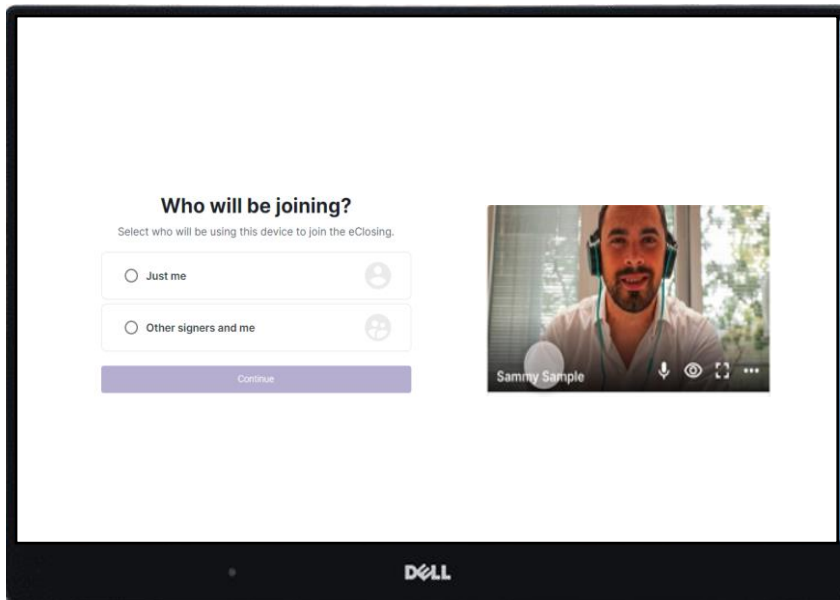 Who will be joining?
Select who will be using this device to join the eClosing.
Just me
Other signers and me
Continue
Sammy Sample
DELL